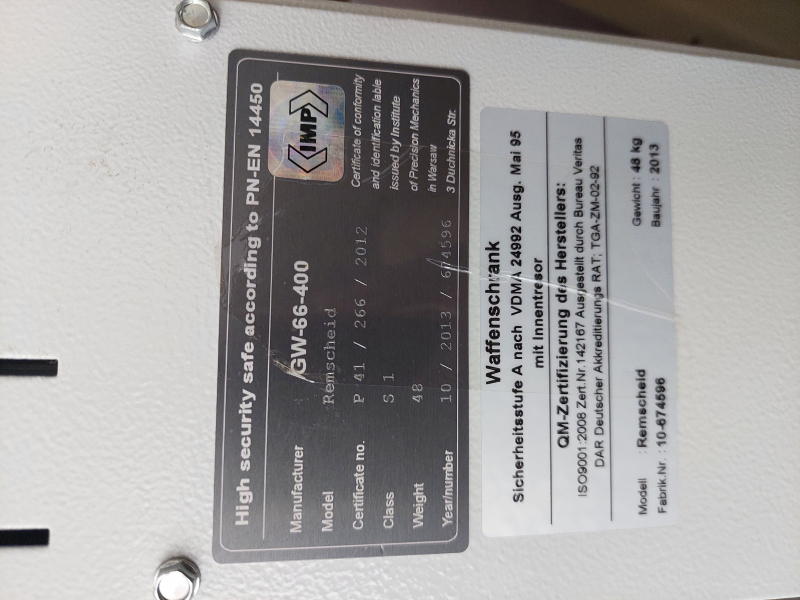 High security safe according to PN-EN 14450
IMP
Certificate of conformity
and identification lable
issued by Institute
of Precision Mechanics
in Warsaw
3 Duchnicka Str.
Manufacturer GW-66-400
Model Remscheid
Certificate no. P 41 / 266 / 2012
Class S 1
Weight 48
Year/number 10 / 2013 / 674596
Waffenschrank
Sicherheitsstufe A nach VDMA 24992 Ausg. Mai 95
mit Innentresor
QM-Zertifizierung des Herstellers:
ISO9001:2008 Zert.Nr.142167 Ausgestellt durch Bureau Veritas
DAR Deutscher Akkreditierungs RAT; TGA-ZM-02-92
Modell : Remscheid Gewicht : 48 kg
Fabrik.Nr. : 10-674596 Baujahr : 2013